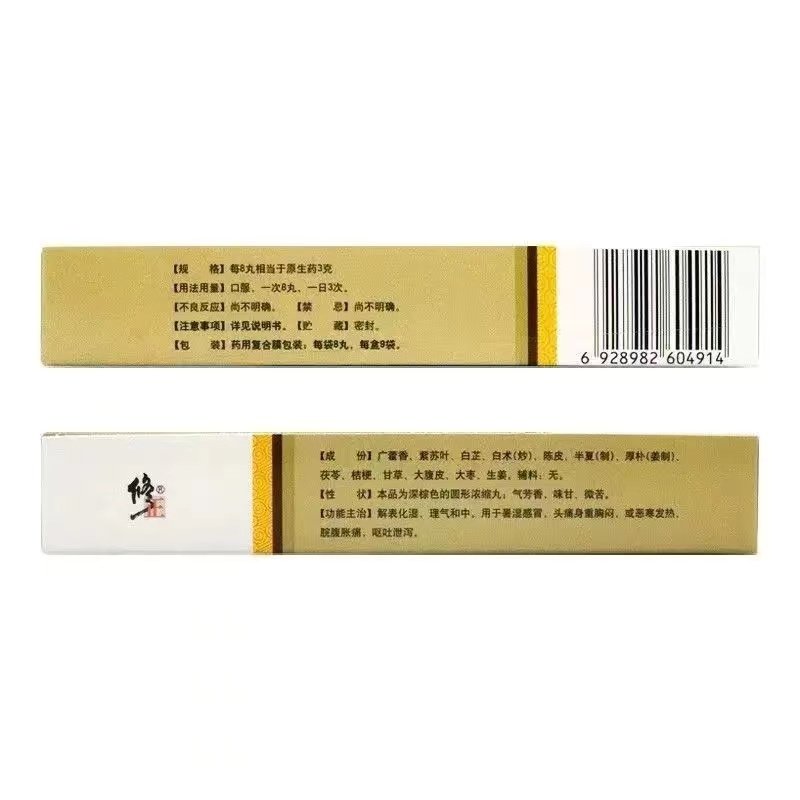 【规 格】每8丸相当于原生药3克
【用法用量】口服、一次8丸、一日3次。
【不良反应】尚不明确。【禁 忌】尚不明确。
【注意事项】详见说明书。【贮 藏】密封。
【包 装】药用复合膜包装：每袋8丸，每盒9袋。
6 928982 604914
修正®
【成 份】广藿香、紫苏叶、白芷、白术(炒)、陈皮、半夏(制)、厚朴(姜制)、
茯苓、桔梗、甘草、大腹皮、大枣、生姜，辅料：无。
【性 状】本品为深棕色的圆形浓缩丸；气芳香、味甘、微苦。
【功能主治】解表化湿、理气和中。用于暑湿感冒，头痛身重胸闷，或恶寒发热，
脘腹胀痛，呕吐泄泻。